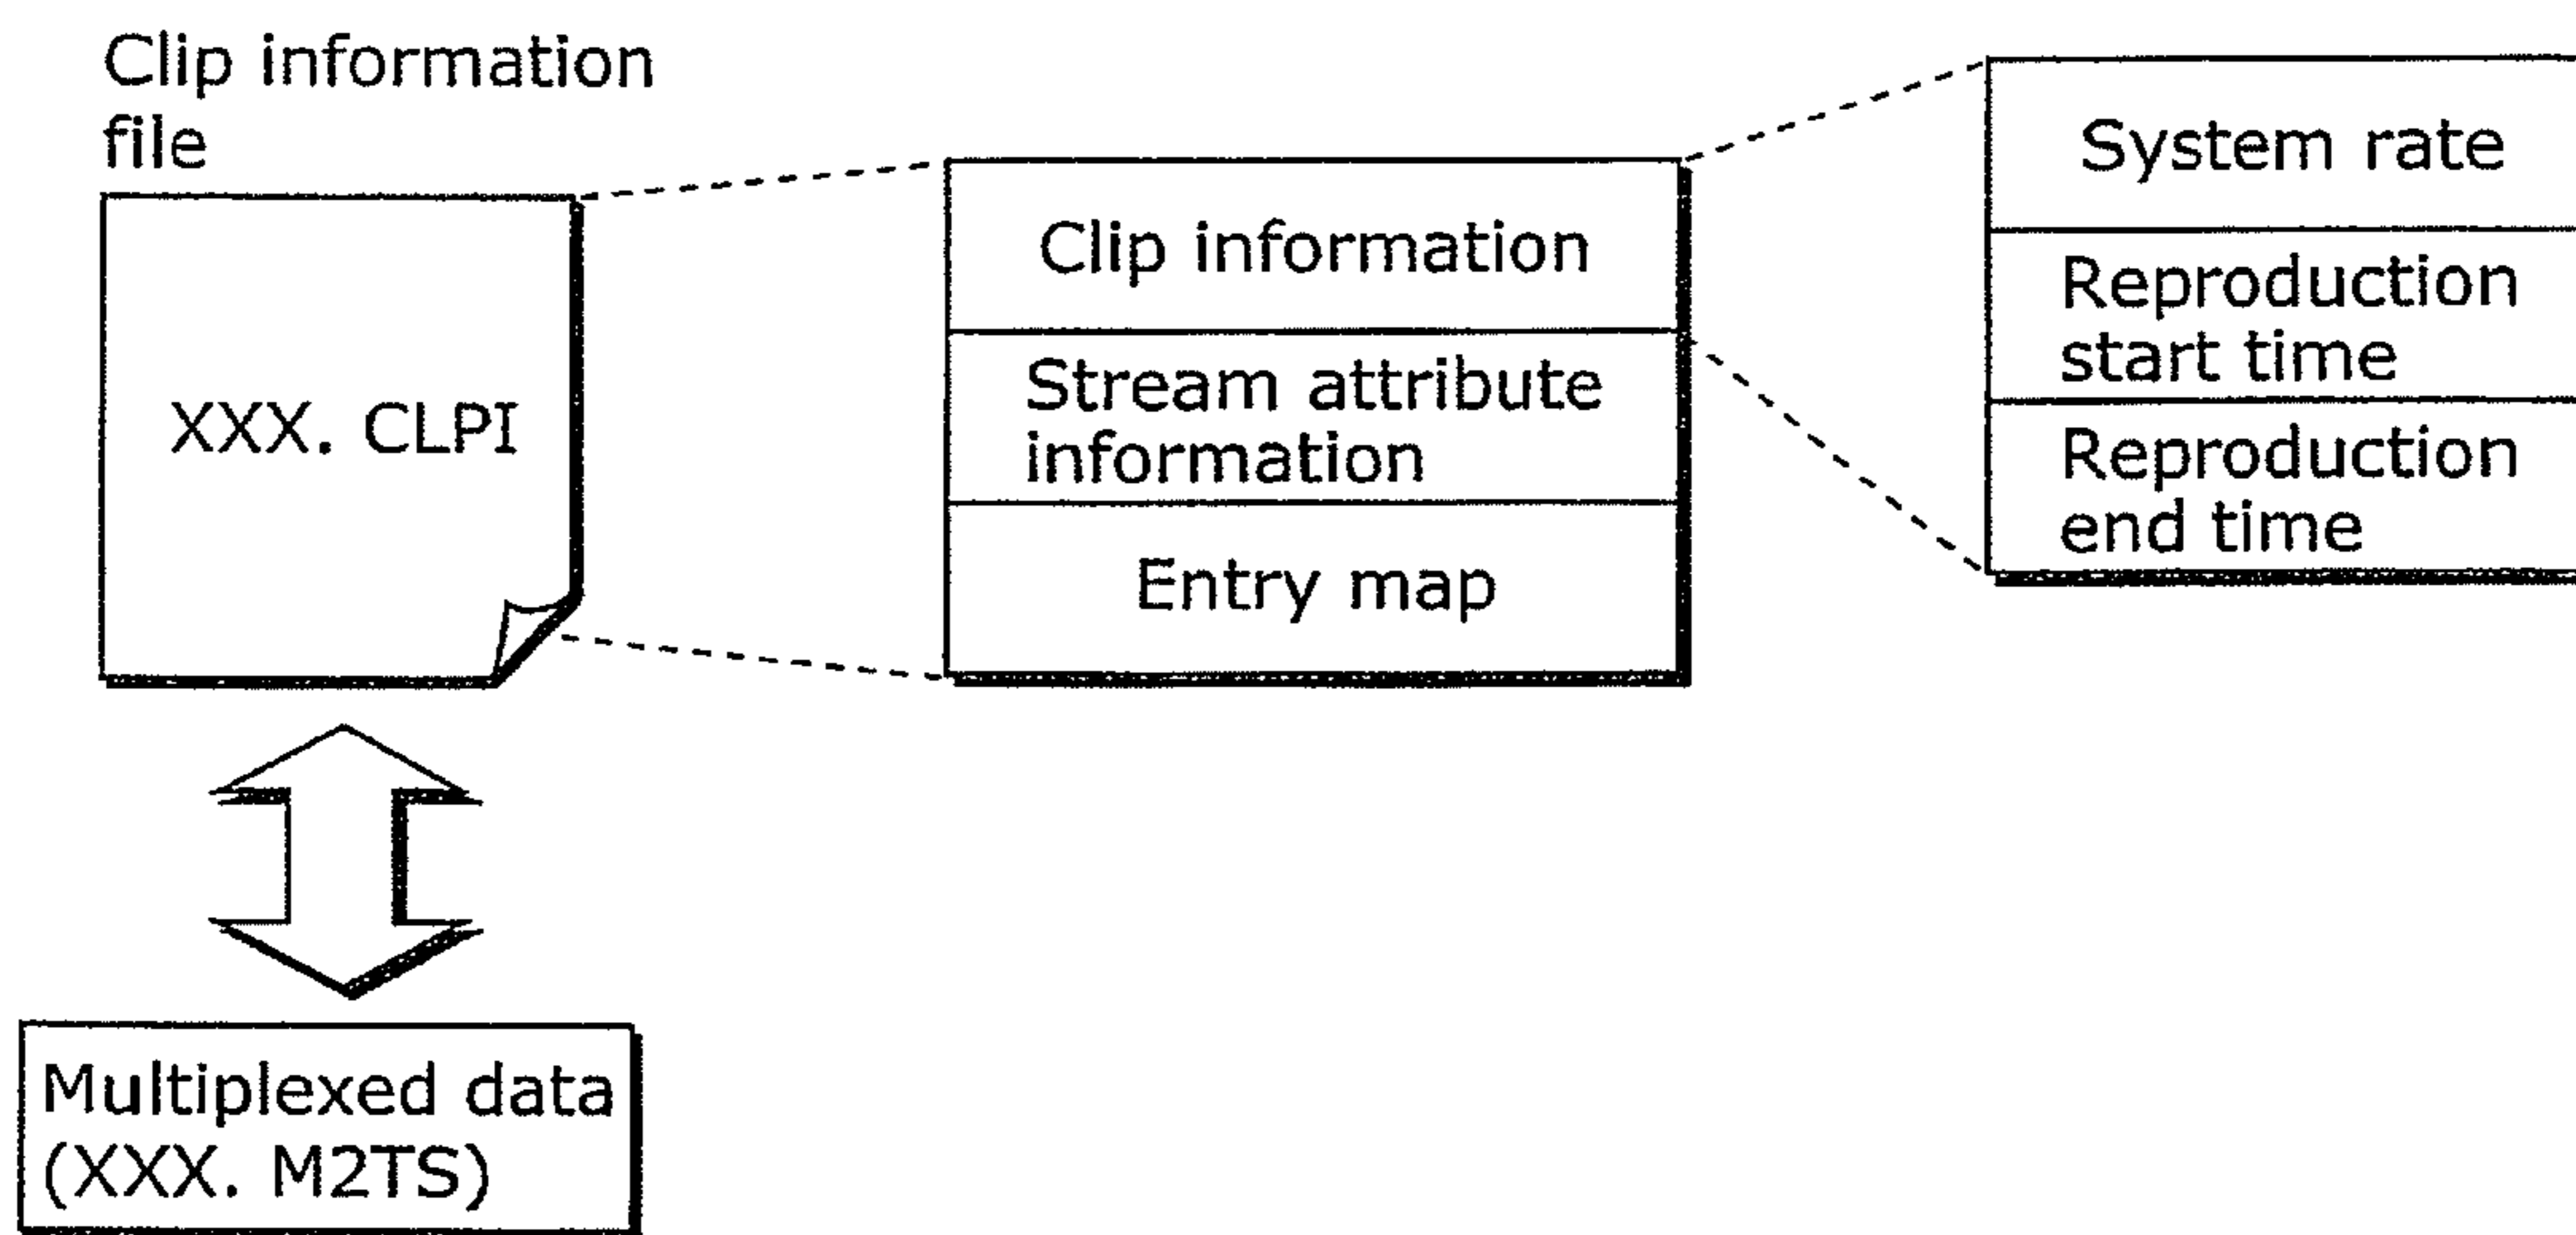 Clip information
file
XXX. CLPI
Multiplexed data
(XXX. M2TS)
Clip information
Stream attribute
information
Entry map
System rate
Reproduction
start time
Reproduction
end time